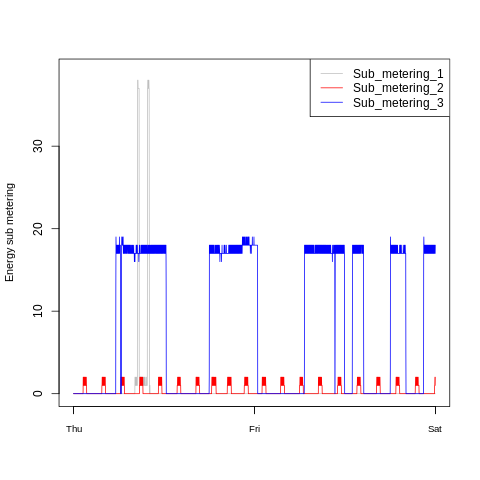 Sub_metering_1
Sub_metering_2
Sub_metering_3
Energy sub metering
30
20
10
0
Thu
Fri
Sat